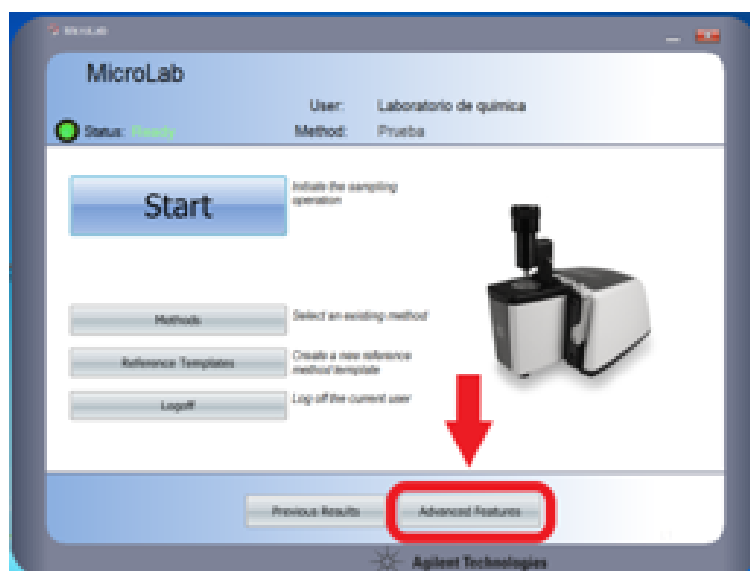 MicroLab
MicroLab
User: Laboratorio de quimica
Status: Ready
Method: Prueba
Start
Initiate the sampling
operation
Methods
Select an existing method
Reference Templates
Create a new reference
method template
Logoff
Log off the current user
Previous Results
Advanced Features
Agilent Technologies